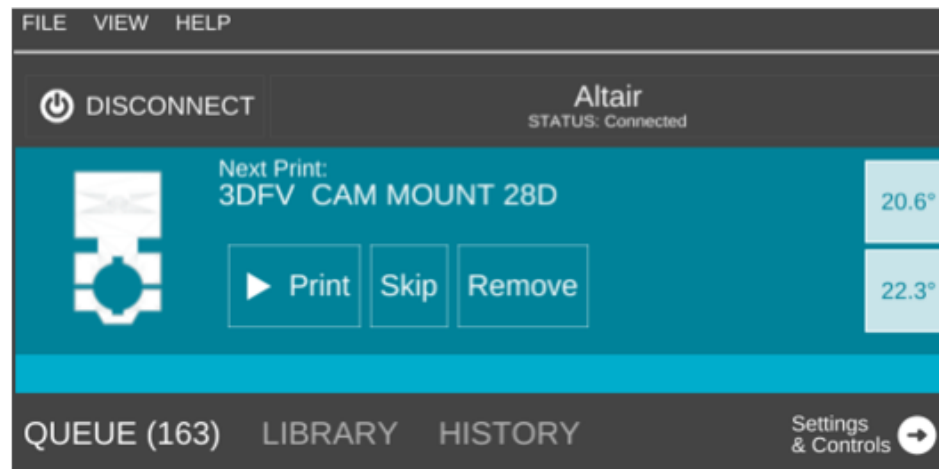 FILE VIEW HELP
DISCONNECT
Altair
STATUS: Connected
Next Print:
3DFV CAM MOUNT 28D
Print Skip Remove
20.6°
22.3°
QUEUE (163) LIBRARY HISTORY
Settings
& Controls